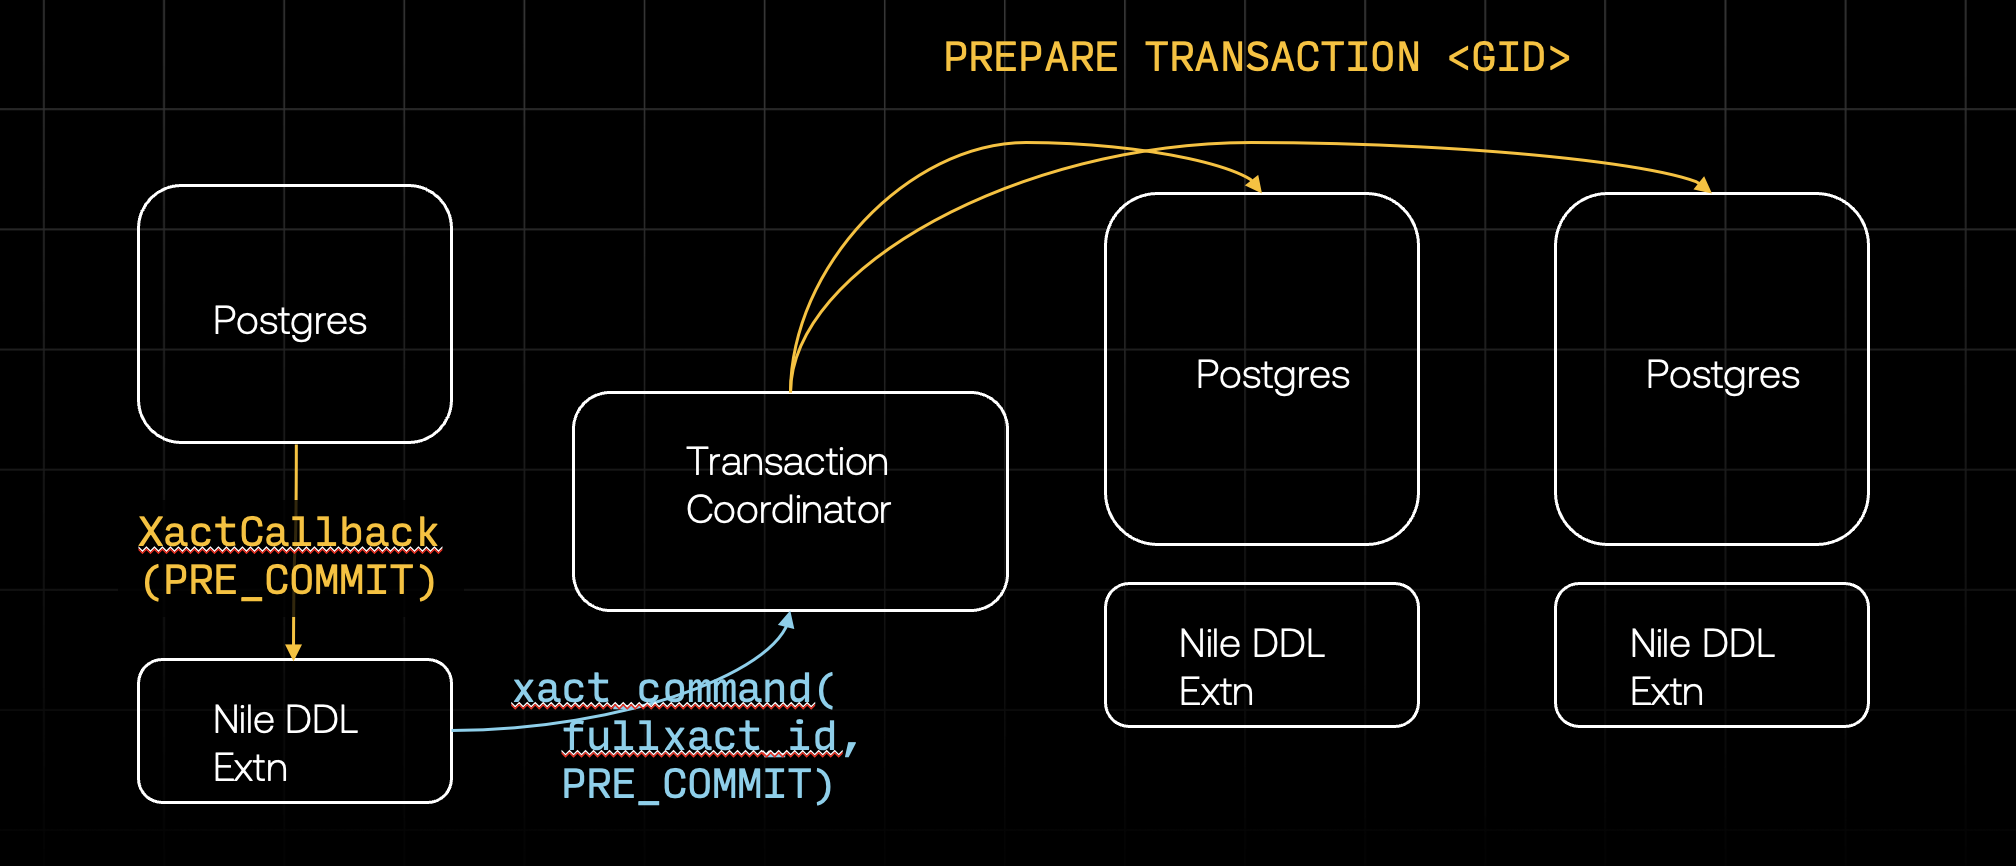 PREPARE TRANSACTION <GID>
Postgres
XactCallback
(PRE_COMMIT)
Nile DDL
Extn
xact_command(
fullxact_id,
PRE_COMMIT)
Transaction
Coordinator
Postgres
Nile DDL
Extn
Postgres
Nile DDL
Extn